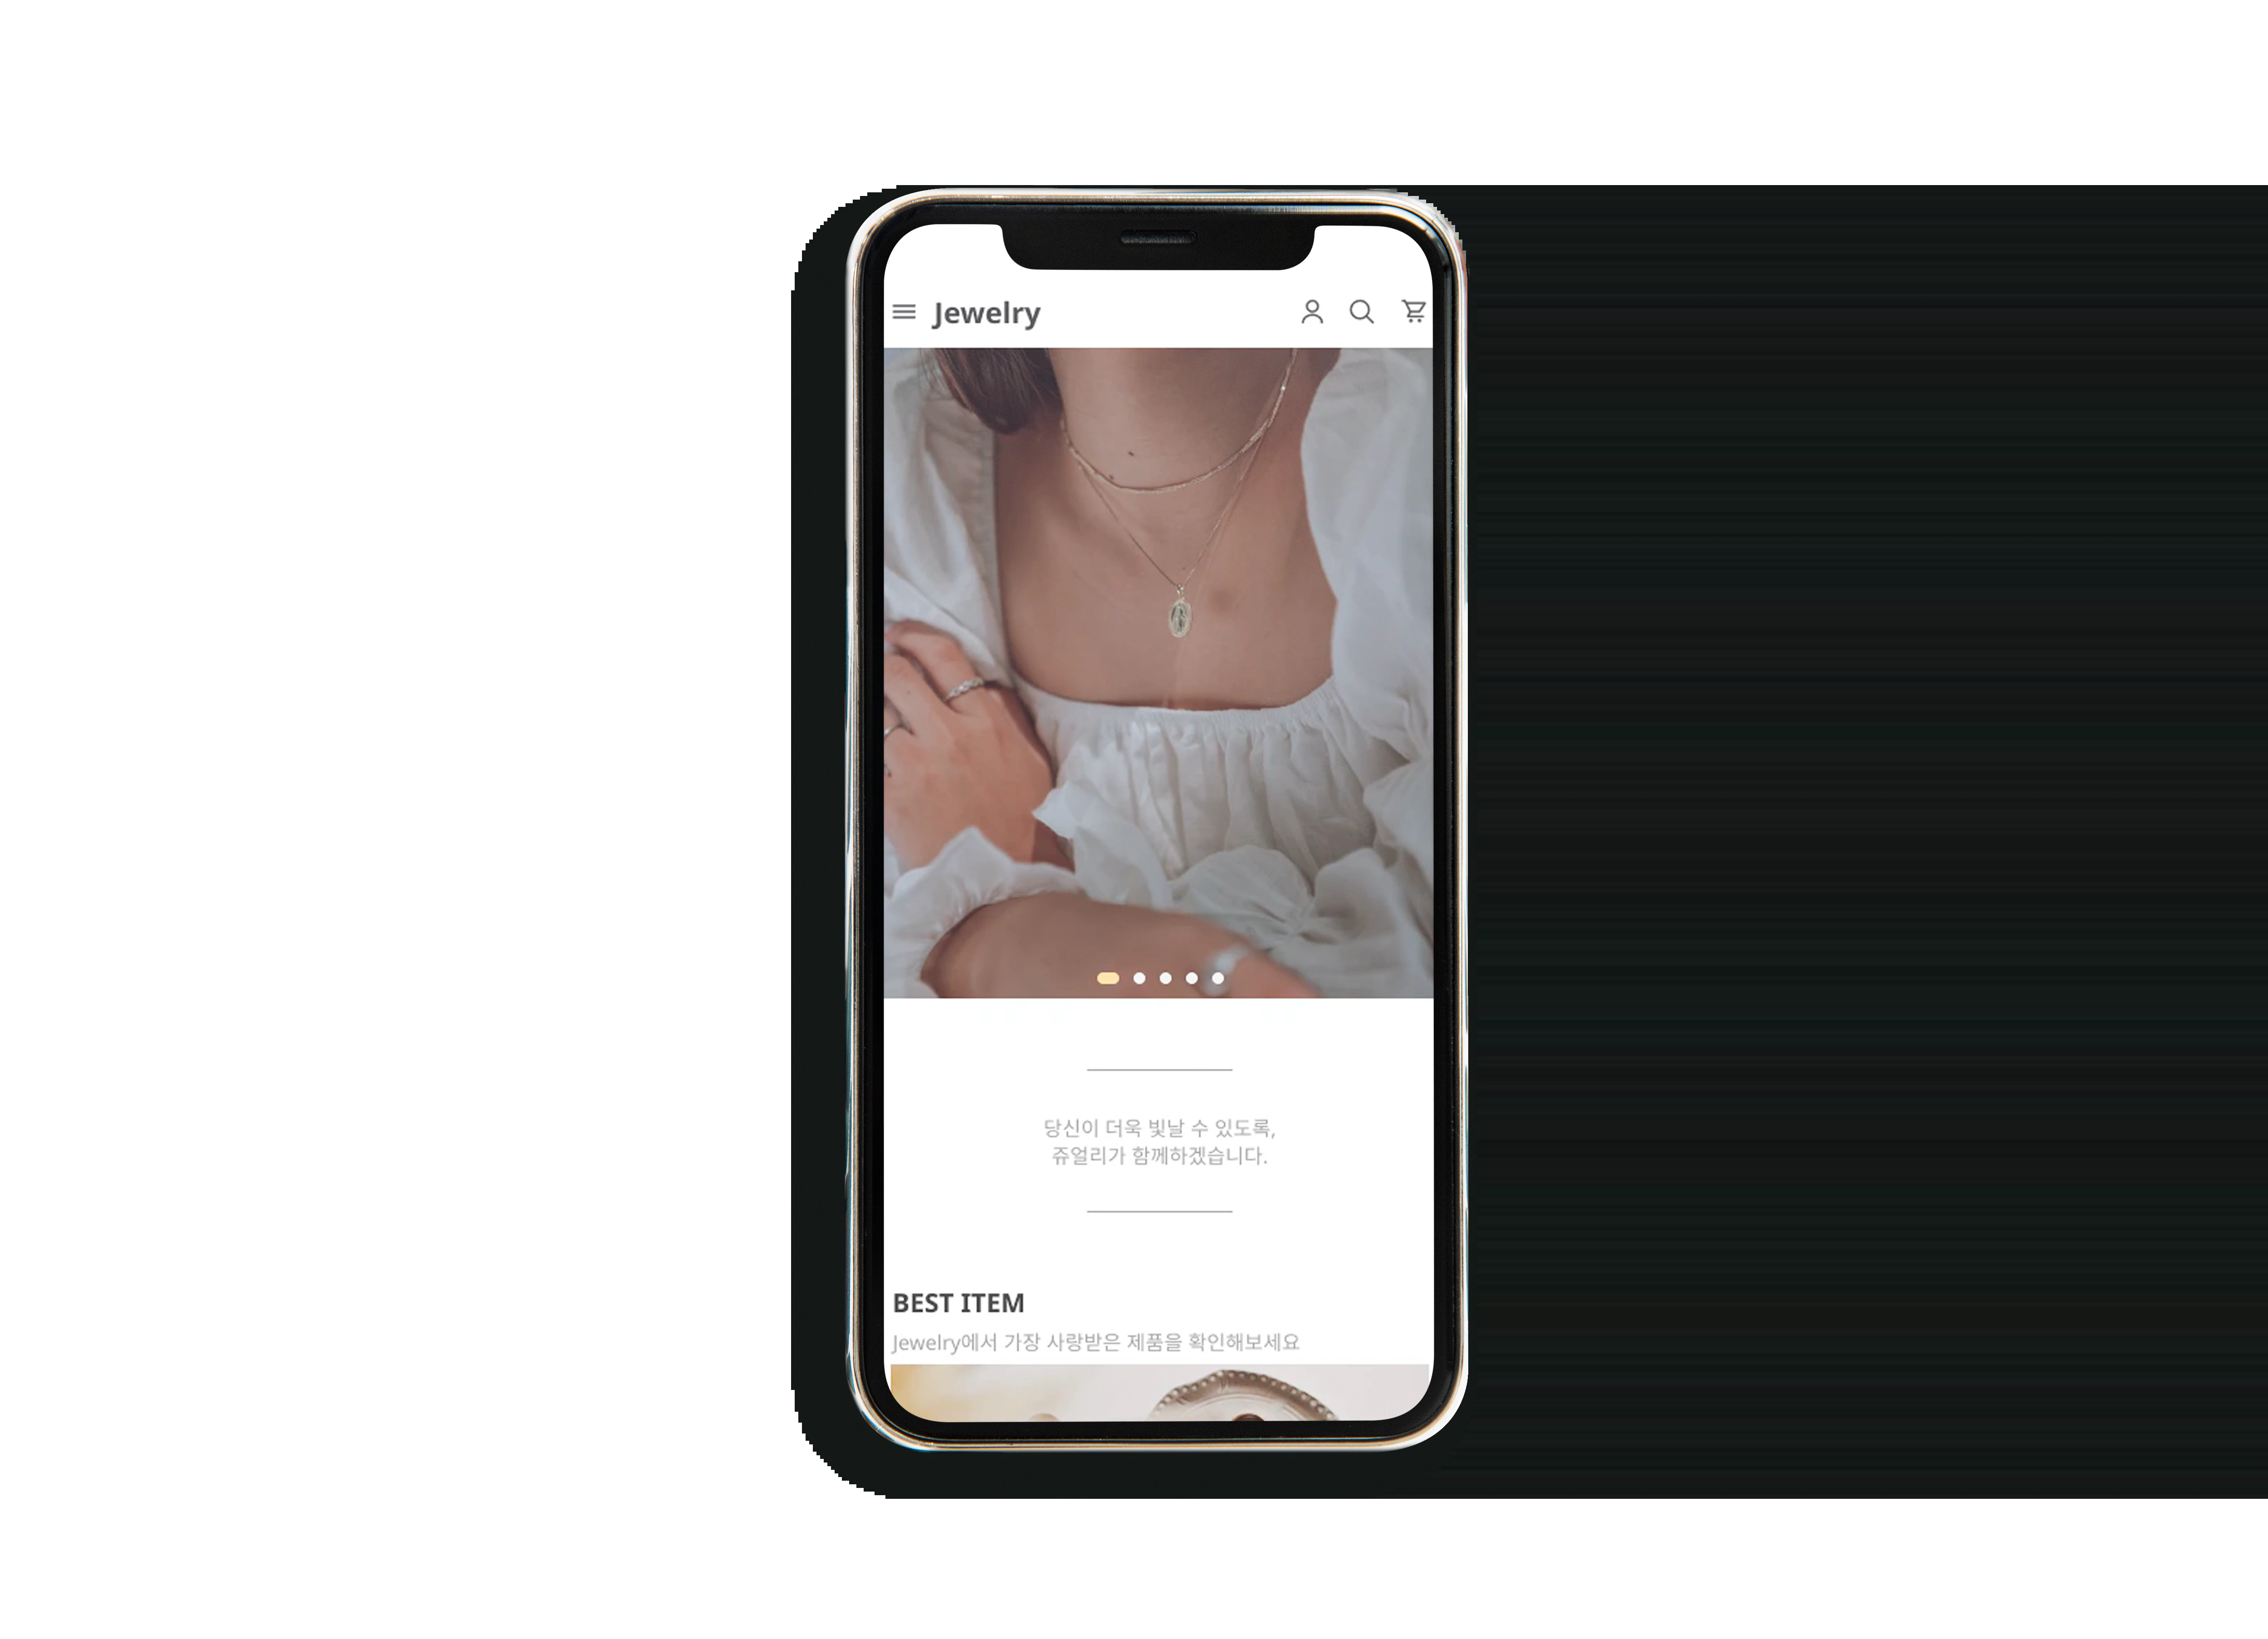 Jewelry
당신이 더욱 빛날 수 있도록,
쥬얼리가 함께하겠습니다.
BEST ITEM
Jewelry에서 가장 사랑받은 제품을 확인해보세요